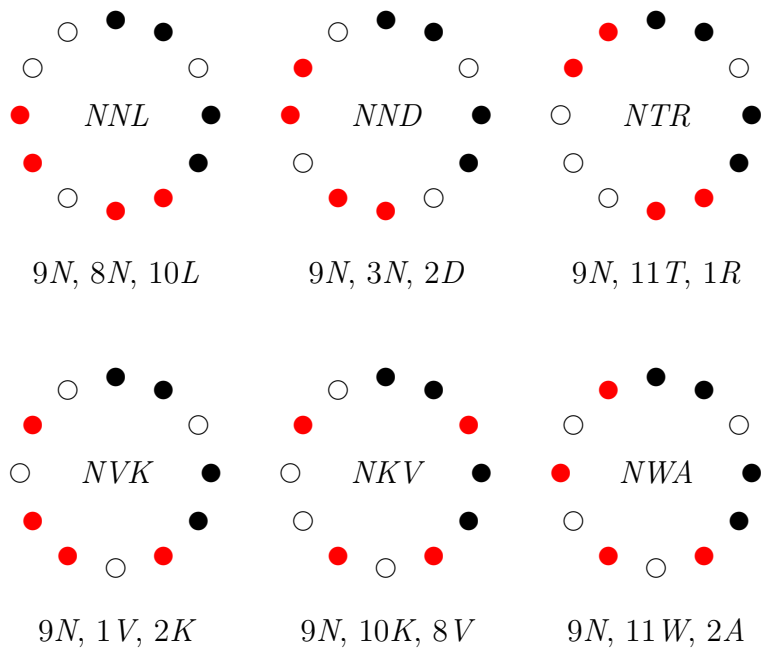 NNL NND NTR
9N, 8N, 10L 9N, 3N, 2D 9N, 11T, 1R
NVK NKV NWA
9N, 1V, 2K 9N, 10K, 8V 9N, 11W, 2A